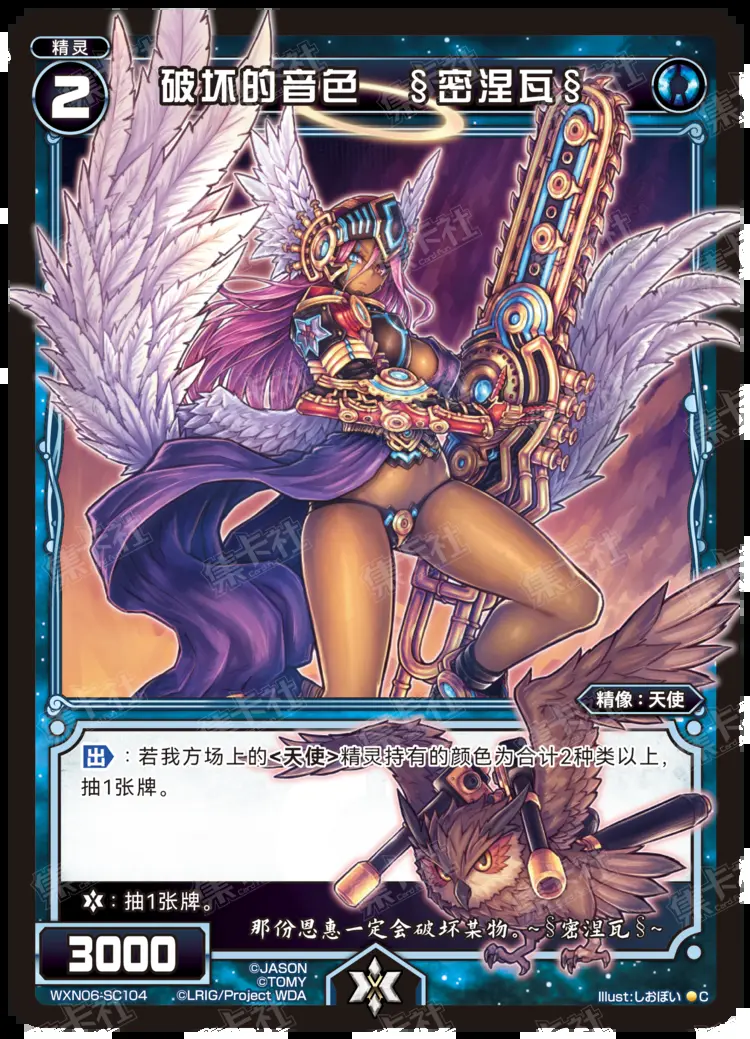 精灵
2
破坏的音色 §密涅瓦§
精像:天使
出:若我方场上的<天使>精灵持有的颜色为合计2种类以上,
抽1张牌。
:抽1张牌。
那份恩惠一定会破坏某物。~§密涅瓦§~
3000
©JASON
©TOMY
WXN06-SC104 ©LRIG/Project WDA
Illust:しおぼい C
集卡社